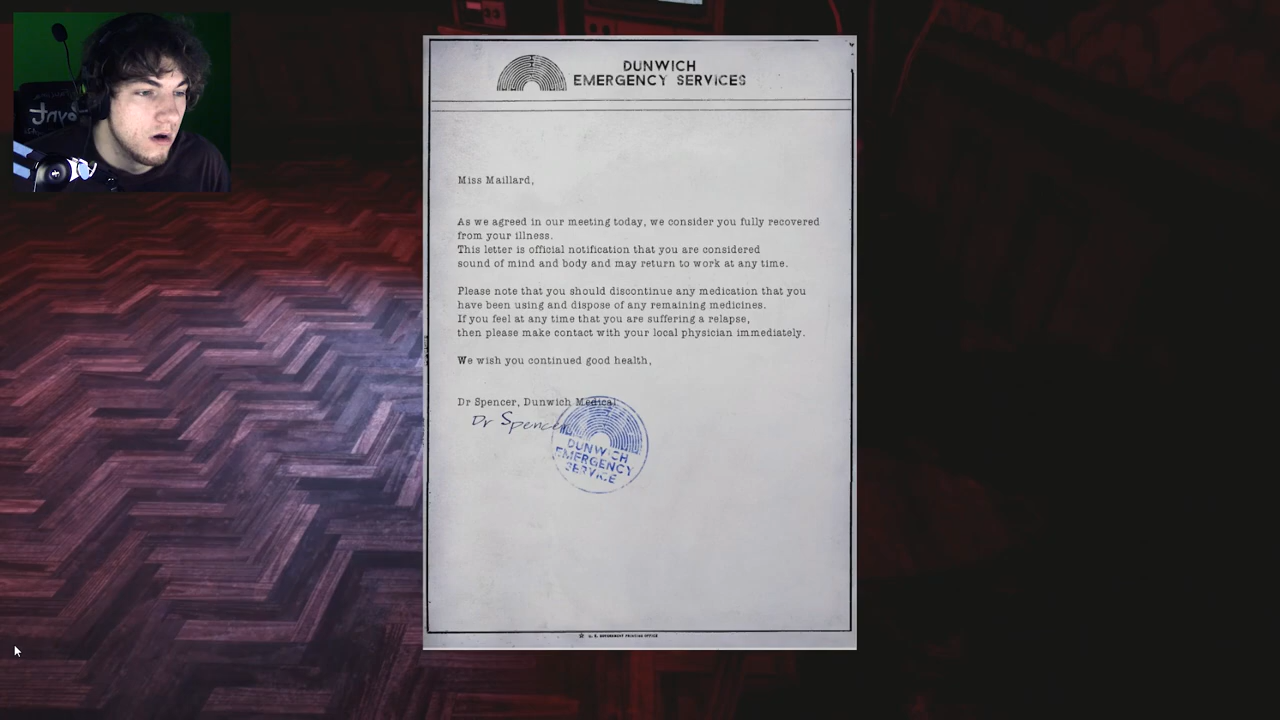 DUNWICH
EMERGENCY SERVICES
Miss Maillard,
As we agreed in our meeting today, we consider you fully recovered
from your illness.
This letter is official notification that you are considered
sound of mind and body and may return to work at any time.
Please note that you should discontinue any medication that you
have been using and dispose of any remaining medicines.
If you feel at any time that you are suffering a relapse,
then please make contact with your local physician immediately.
We wish you continued good health,
Dr Spencer, Dunwich Medical
Dr Spencer
DUNWICH
EMERGENCY
SERVICE
U. S. GOVERNMENT PRINTING OFFICE